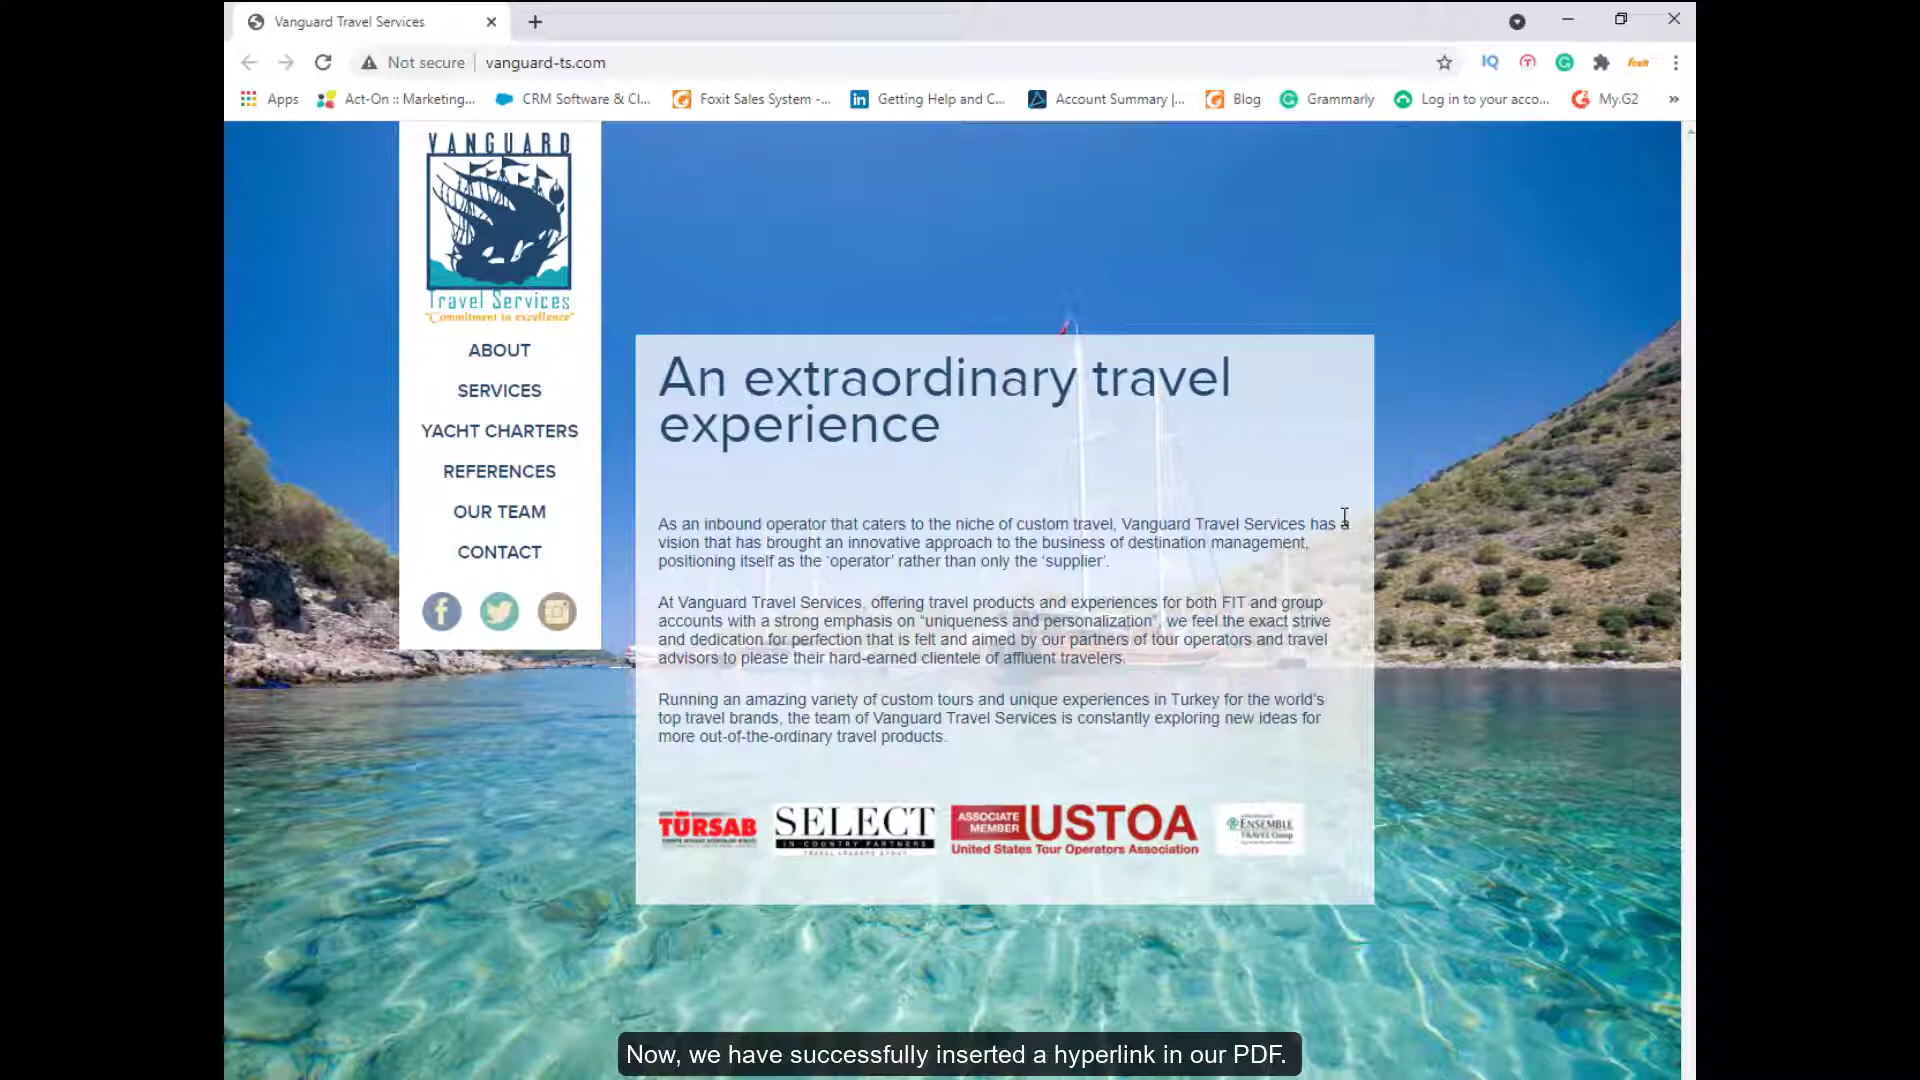 Vanguard Travel Services
Not secure
vanguard-ts.com
IQ
foxit
Apps
Act-On :: Marketing...
CRM Software & Cl...
Foxit Sales System -...
Getting Help and C...
Account Summary |...
Blog
Grammarly
Log in to your acco...
My.G2
VANGUARD
Travel Services
"Commitment to excellence"
ABOUT
SERVICES
YACHT CHARTERS
REFERENCES
OUR TEAM
CONTACT
An extraordinary travel
experience
As an inbound operator that caters to the niche of custom travel, Vanguard Travel Services has a
vision that has brought an innovative approach to the business of destination management,
positioning itself as the ‘operator’ rather than only the ‘supplier’.
At Vanguard Travel Services, offering travel products and experiences for both FIT and group
accounts with a strong emphasis on “uniqueness and personalization”, we feel the exact strive
and dedication for perfection that is felt and aimed by our partners of tour operators and travel
advisors to please their hard-earned clientele of affluent travelers.
Running an amazing variety of custom tours and unique experiences in Turkey for the world’s
top travel brands, the team of Vanguard Travel Services is constantly exploring new ideas for
more out-of-the-ordinary travel products.
TÜRSAB
SELECT
IN-COUNTRY PARTNERS
ASSOCIATE
MEMBER
USTOA
United States Tour Operators Association
ENSEMBLE
TRAVEL Group
Now, we have successfully inserted a hyperlink in our PDF.